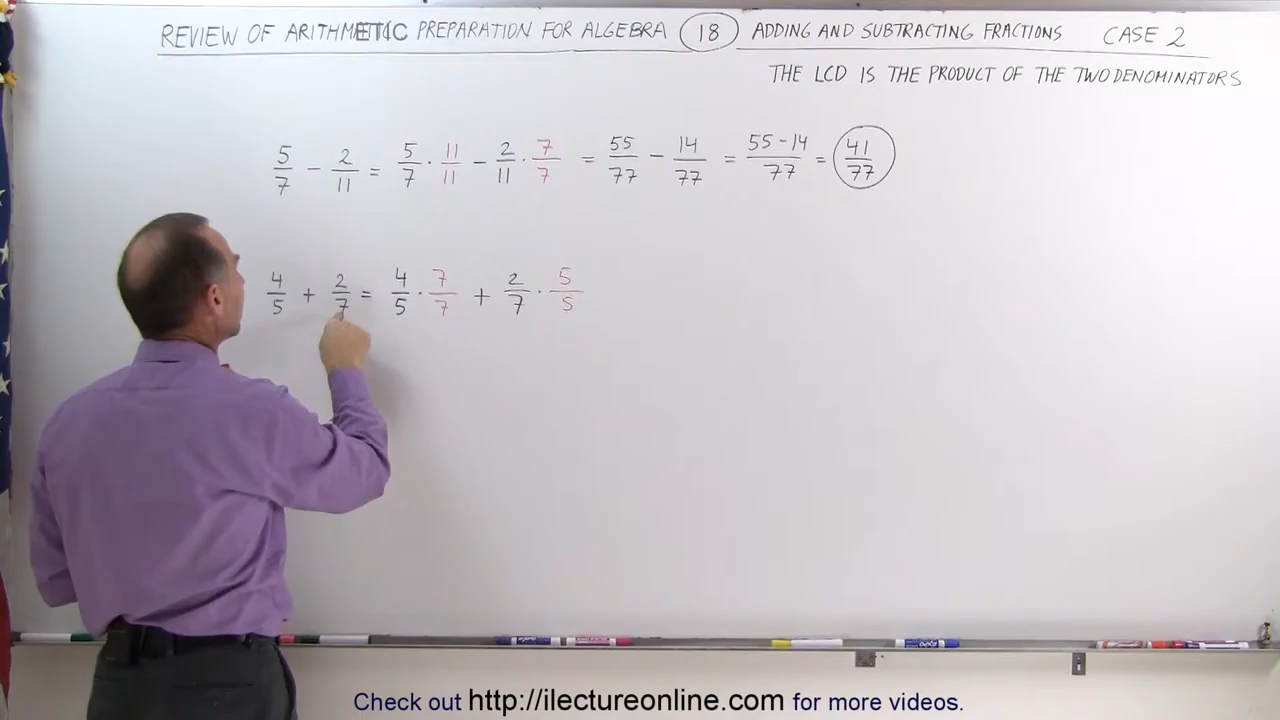 REVIEW OF ARITHMETIC PREPARATION FOR ALGEBRA 18 ADDING AND SUBTRACTING FRACTIONS CASE 2
THE LCD IS THE PRODUCT OF THE TWO DENOMINATORS
5/7 - 2/11 = 5/7 · 11/11 - 2/11 · 7/7 = 55/77 - 14/77 = 55-14/77 = 41/77
4/5 + 2/7 = 4/5 · 7/7 + 2/7 · 5/5
Check out http://ilectureonline.com for more videos.